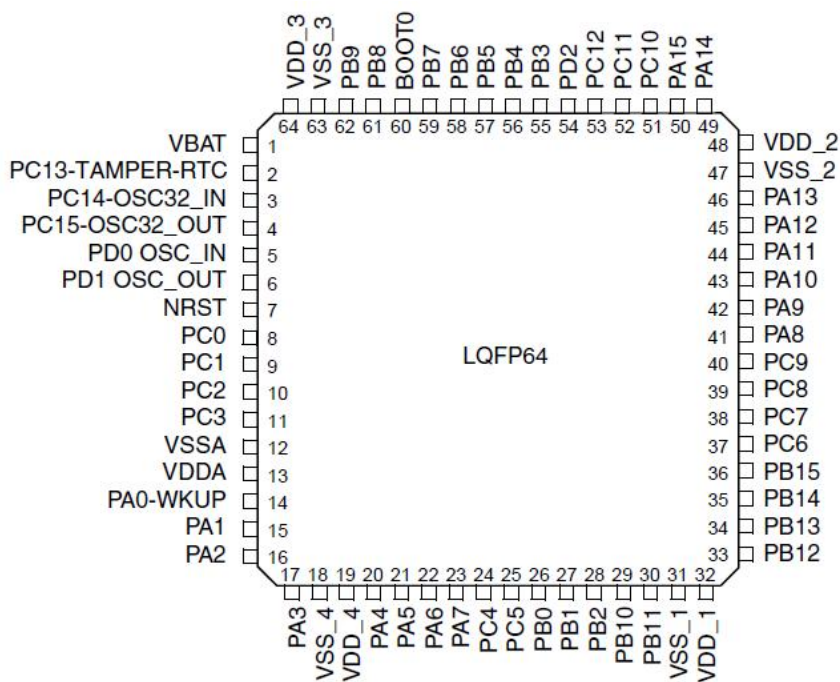 VDD_3 VSS_3 PB9 PB8 BOOT0 PB7 PB6 PB5 PB4 PB3 PD2 PC12 PC11 PC10 PA15 PA14
64 63 62 61 60 59 58 57 56 55 54 53 52 51 50 49
VBAT 1 48 VDD_2
PC13-TAMPER-RTC 2 47 VSS_2
PC14-OSC32_IN 3 46 PA13
PC15-OSC32_OUT 4 45 PA12
PD0 OSC_IN 5 44 PA11
PD1 OSC_OUT 6 43 PA10
NRST 7 42 PA9
PC0 8 41 PA8
PC1 9 LQFP64 40 PC9
PC2 10 39 PC8
PC3 11 38 PC7
VSSA 12 37 PC6
VDDA 13 36 PB15
PA0-WKUP 14 35 PB14
PA1 15 34 PB13
PA2 16 33 PB12
17 18 19 20 21 22 23 24 25 26 27 28 29 30 31 32
PA3 VSS_4 VDD_4 PA4 PA5 PA6 PA7 PC4 PC5 PB0 PB1 PB2 PB10 PB11 VSS_1 VDD_1